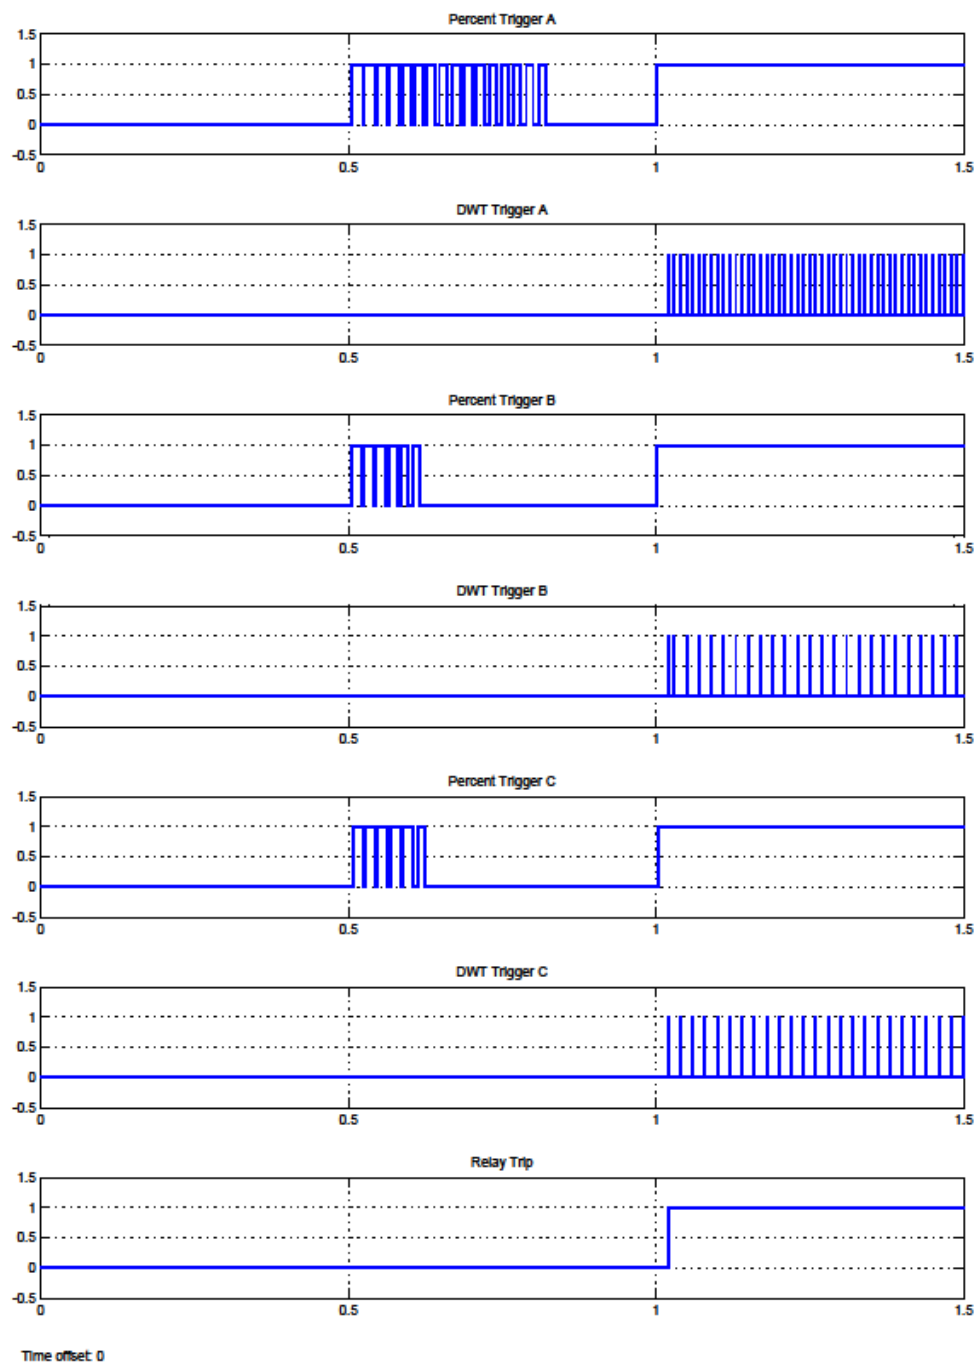 Percent Trigger A
1.5
1
0.5
0
-0.5
0 0.5 1 1.5
DWT Trigger A
1.5
1
0.5
0
-0.5
0 0.5 1 1.5
Percent Trigger B
1.5
1
0.5
0
-0.5
0 0.5 1 1.5
DWT Trigger B
1.5
1
0.5
0
-0.5
0 0.5 1 1.5
Percent Trigger C
1.5
1
0.5
0
-0.5
0 0.5 1 1.5
DWT Trigger C
1.5
1
0.5
0
-0.5
0 0.5 1 1.5
Relay Trip
1.5
1
0.5
0
-0.5
0 0.5 1 1.5
Time offset: 0